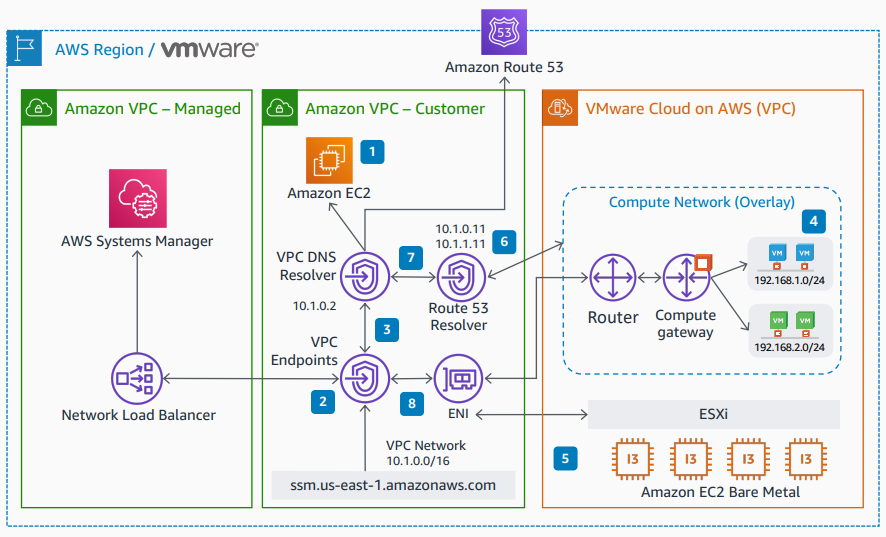 53
Amazon Route 53
AWS Region / vmware®
Amazon VPC – Managed
Amazon VPC – Customer
VMware Cloud on AWS (VPC)
1
Amazon EC2
AWS Systems Manager
Compute Network (Overlay)
4
10.1.0.11
10.1.1.11
6
VPC DNS
Resolver
7
10.1.0.2
Route 53
Resolver
3
VPC
Endpoints
Router
Compute
gateway
VM VM
192.168.1.0/24
VM VM
192.168.2.0/24
Network Load Balancer
2
8
ENI
ESXi
VPC Network
10.1.0.0/16
ssm.us-east-1.amazonaws.com
5
I3 I3 I3 I3
Amazon EC2 Bare Metal